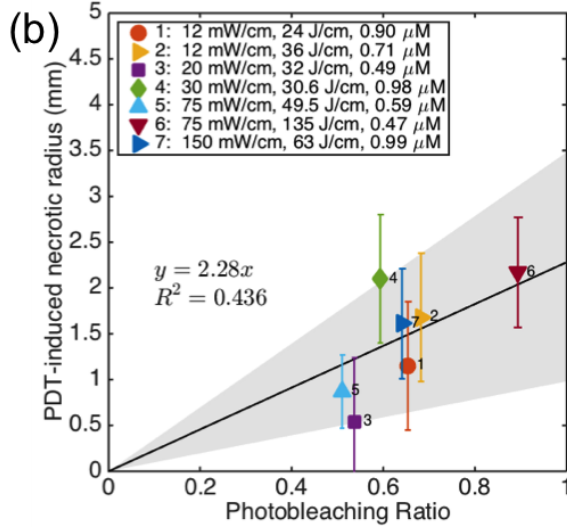 (b)
PDT-induced necrotic radius (mm)
5
4.5
4
3.5
3
2.5
2
1.5
1
0.5
0
1: 12 mW/cm, 24 J/cm, 0.90 μM
2: 12 mW/cm, 36 J/cm, 0.71 μM
3: 20 mW/cm, 32 J/cm, 0.49 μM
4: 30 mW/cm, 30.6 J/cm, 0.98 μM
5: 75 mW/cm, 49.5 J/cm, 0.59 μM
6: 75 mW/cm, 135 J/cm, 0.47 μM
7: 150 mW/cm, 63 J/cm, 0.99 μM
y = 2.28x
R² = 0.436
4
6
7
2
1
5
3
0 0.2 0.4 0.6 0.8 1
Photobleaching Ratio